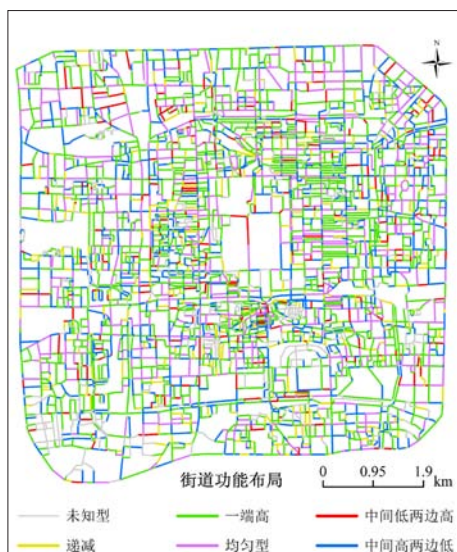 N
街道功能布局
0 0.95 1.9
km
未知型 一端高 中间低两边高
递减 均匀型 中间高两边低